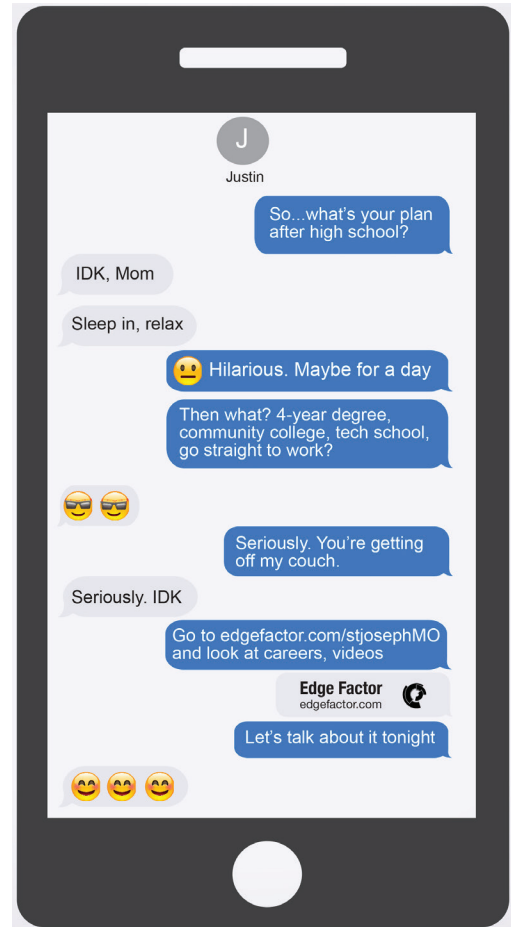 J
Justin
So...what's your plan
after high school?
IDK, Mom
Sleep in, relax
😐 Hilarious. Maybe for a day
Then what? 4-year degree,
community college, tech school,
go straight to work?
😎 😎
Seriously. You're getting
off my couch.
Seriously. IDK
Go to edgefactor.com/stjosephMO
and look at careers, videos
Edge Factor
edgefactor.com
Let's talk about it tonight
😊 😊 😊